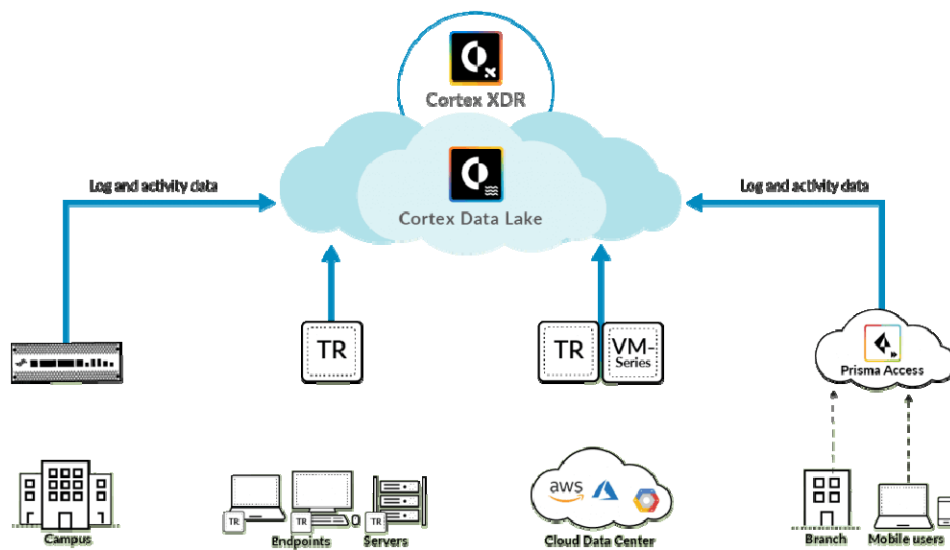 Cortex XDR
Cortex Data Lake
Log and activity data
Log and activity data
TR
TR
VM-
Series
Prisma Access
aws
TR
TR
TR
Campus
Endpoints
Servers
Cloud Data Center
Branch
Mobile users